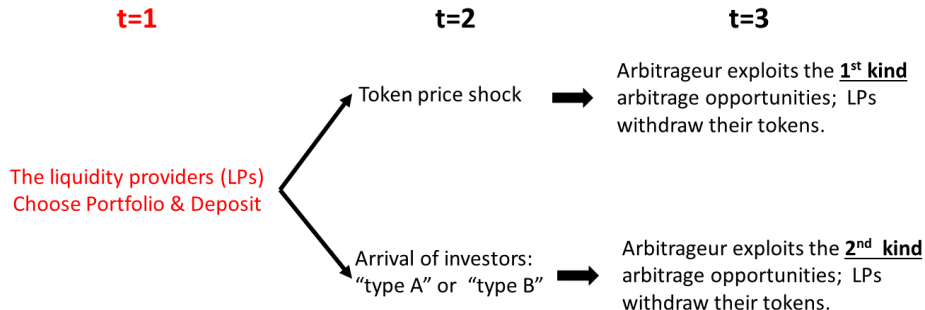 t=1
t=2
t=3
Token price shock
Arbitrageur exploits the 1st kind
arbitrage opportunities; LPs
withdraw their tokens.
The liquidity providers (LPs)
Choose Portfolio & Deposit
Arrival of investors:
“type A” or “type B”
Arbitrageur exploits the 2nd kind
arbitrage opportunities; LPs
withdraw their tokens.